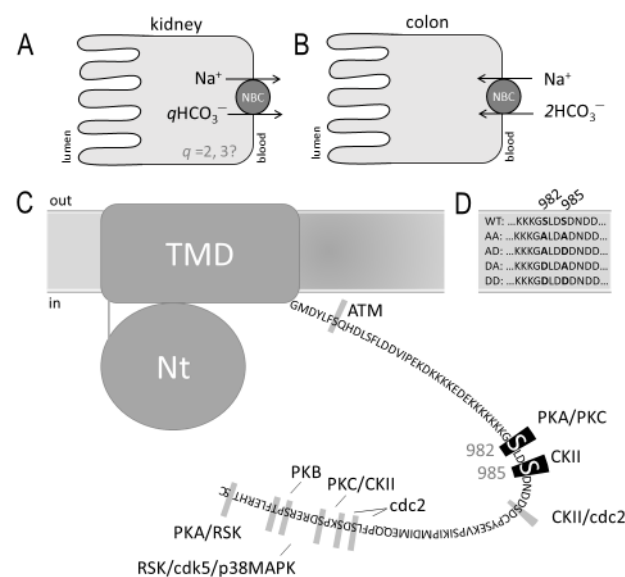 A
kidney
Na⁺
NBC
qHCO₃⁻
q =2, 3?
lumen
blood
B
colon
Na⁺
NBC
2HCO₃⁻
lumen
blood
C
out
TMD
in
Nt
GMDYLFSQHDLSFLDDVIPEKDKKKKEDEKKKKKKKGSLDSDNDDSDCPYSEKVPSIKIPMDIMEQQPFLSDSKPSDRERSPTFLERHTSC
ATM
PKA/PKC
982
CKII
985
CKII/cdc2
cdc2
PKC/CKII
PKB
PKA/RSK
RSK/cdk5/p38MAPK
D
982 985
WT: ...KKKGSLDSDNDD...
AA: ...KKKGALDADNDD...
AD: ...KKKGALDDDNDD...
DA: ...KKKGDLDADNDD...
DD: ...KKKGDLDDDNDD...